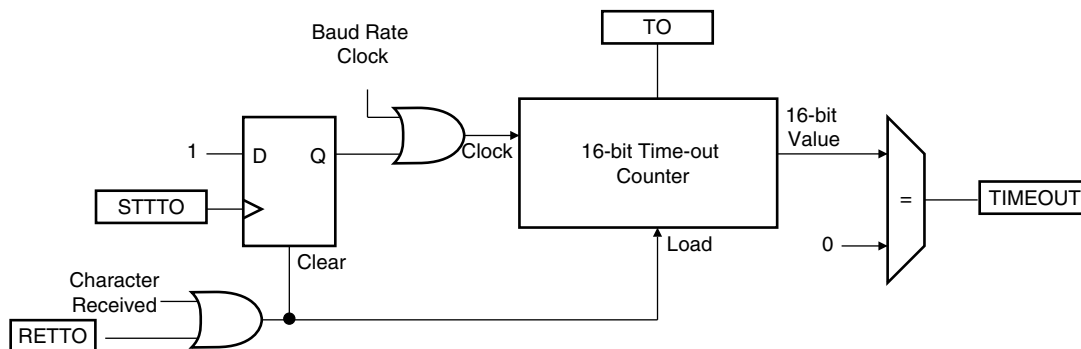 TO
Baud Rate
Clock
16-bit
Value
1
D
Q
Clock
16-bit Time-out
Counter
STTTO
=
TIMEOUT
0
Clear
Load
Character
Received
RETTO